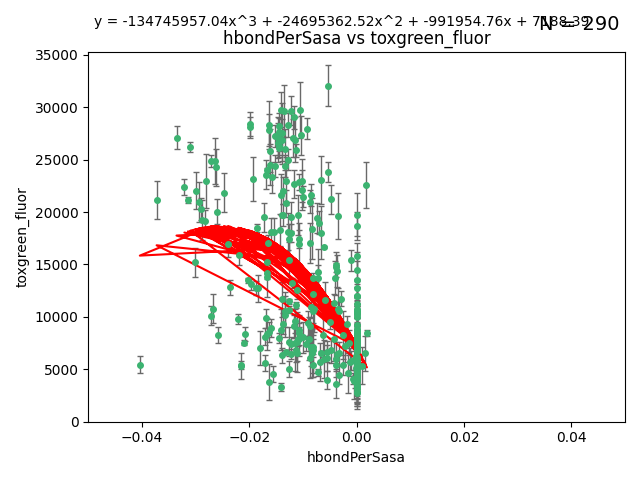 y = -134745957.04x^3 + -24695362.52x^2 + -991954.76x +
N = 290
hbondPerSasa vs toxgreen_fluor
35000
30000
25000
20000
15000
10000
5000
0
toxgreen_fluor
−0.04
−0.02
0.00
0.02
0.04
hbondPerSasa